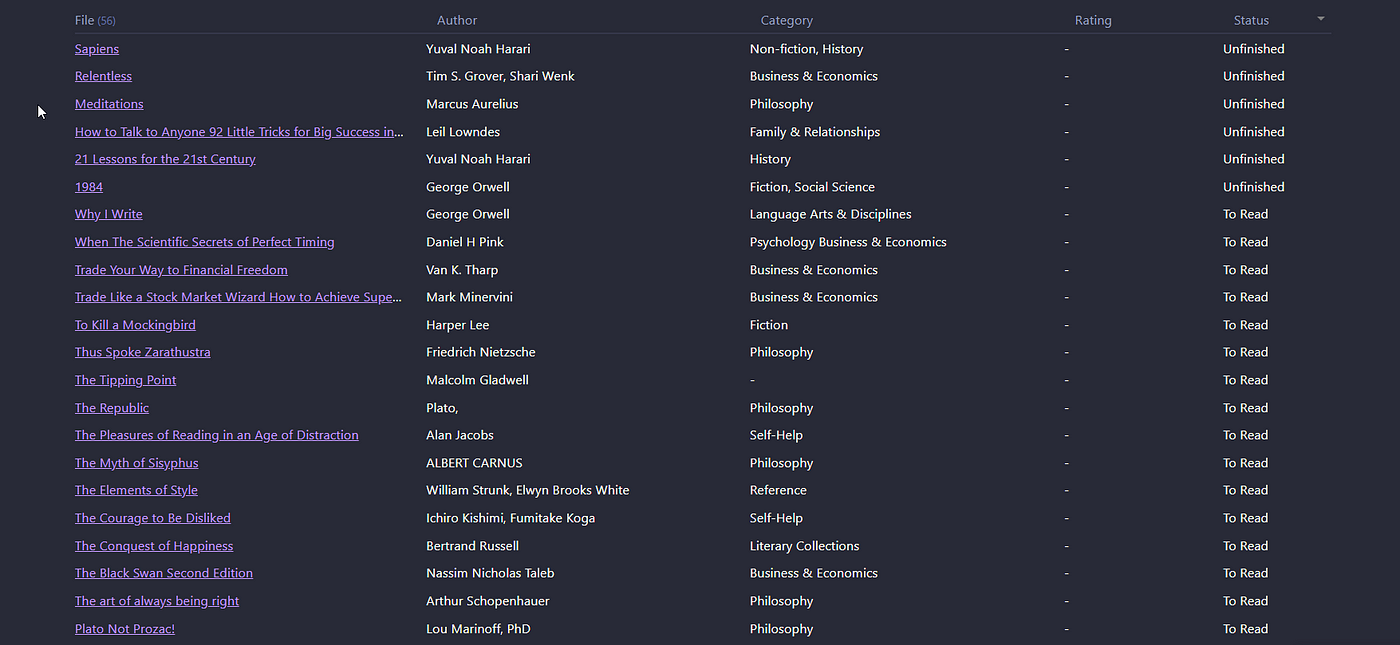 File (56) Author Category Rating Status
Sapiens Yuval Noah Harari Non-fiction, History - Unfinished
Relentless Tim S. Grover, Shari Wenk Business & Economics - Unfinished
Meditations Marcus Aurelius Philosophy - Unfinished
How to Talk to Anyone 92 Little Tricks for Big Success in... Leil Lowndes Family & Relationships - Unfinished
21 Lessons for the 21st Century Yuval Noah Harari History - Unfinished
1984 George Orwell Fiction, Social Science - Unfinished
Why I Write George Orwell Language Arts & Disciplines - To Read
When The Scientific Secrets of Perfect Timing Daniel H Pink Psychology Business & Economics - To Read
Trade Your Way to Financial Freedom Van K. Tharp Business & Economics - To Read
Trade Like a Stock Market Wizard How to Achieve Supe... Mark Minervini Business & Economics - To Read
To Kill a Mockingbird Harper Lee Fiction - To Read
Thus Spoke Zarathustra Friedrich Nietzsche Philosophy - To Read
The Tipping Point Malcolm Gladwell - - To Read
The Republic Plato, Philosophy - To Read
The Pleasures of Reading in an Age of Distraction Alan Jacobs Self-Help - To Read
The Myth of Sisyphus ALBERT CARNUS Philosophy - To Read
The Elements of Style William Strunk, Elwyn Brooks White Reference - To Read
The Courage to Be Disliked Ichiro Kishimi, Fumitake Koga Self-Help - To Read
The Conquest of Happiness Bertrand Russell Literary Collections - To Read
The Black Swan Second Edition Nassim Nicholas Taleb Business & Economics - To Read
The art of always being right Arthur Schopenhauer Philosophy - To Read
Plato Not Prozac! Lou Marinoff, PhD Philosophy - To Read